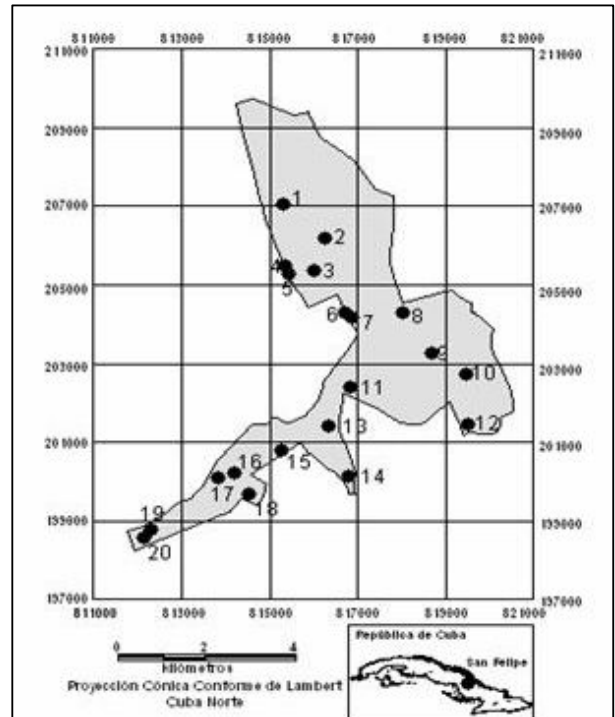 811000 813000 815000 817000 819000 821000
211000 211000
209000 209000
207000 207000
205000 205000
203000 203000
201000 201000
199000 199000
197000 197000
1
2
4 3
5
6 7 8
9
10
11
12
13
15
16
14
17
18
19
20
811000 813000 815000 817000 819000 821000
0 2 4
kilómetros
Proyección Cónica Conforme de Lambert
Cuba Norte
República de Cuba
San Felipe